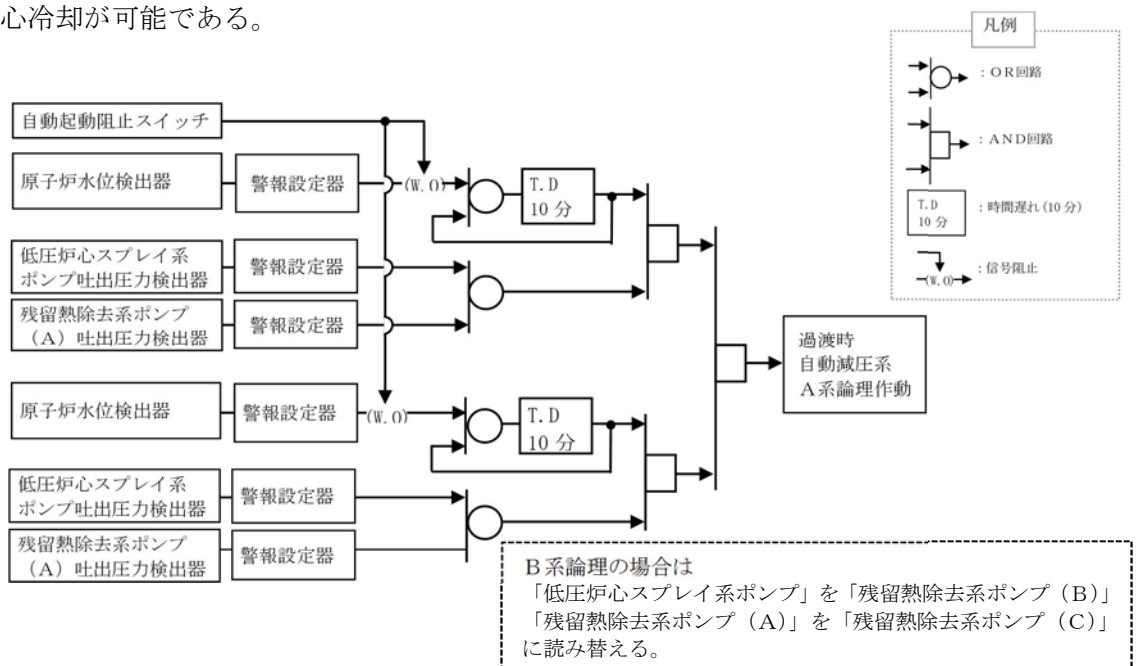 心冷却が可能である。
凡例
：OR回路
：AND回路
T.D
10 分
：時間遅れ(10 分)
(W.O)
：信号阻止
自動起動阻止スイッチ
原子炉水位検出器
警報設定器
(W.O)
T.D
10 分
低圧炉心スプレイ系
ポンプ吐出圧力検出器
警報設定器
残留熱除去系ポンプ
（A）吐出圧力検出器
警報設定器
過渡時
自動減圧系
A系論理作動
原子炉水位検出器
警報設定器
(W.O)
T.D
10 分
低圧炉心スプレイ系
ポンプ吐出圧力検出器
警報設定器
残留熱除去系ポンプ
（A）吐出圧力検出器
警報設定器
B系論理の場合は
「低圧炉心スプレイ系ポンプ」を「残留熱除去系ポンプ（B）」
「残留熱除去系ポンプ（A）」を「残留熱除去系ポンプ（C）」
に読み替える。